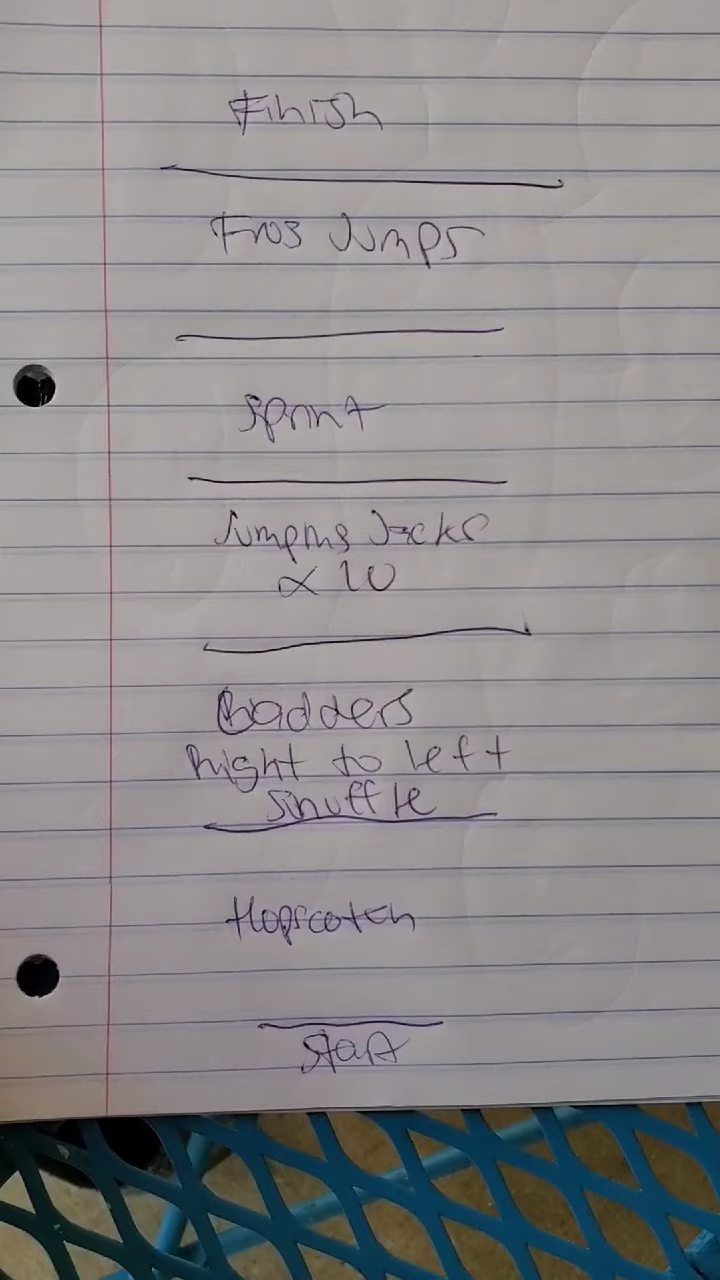 Finish
Frog Jumps
Sprint
Jumping Jacks
x 10
Ladders
Right to left
shuffle
Hopscotch
Start